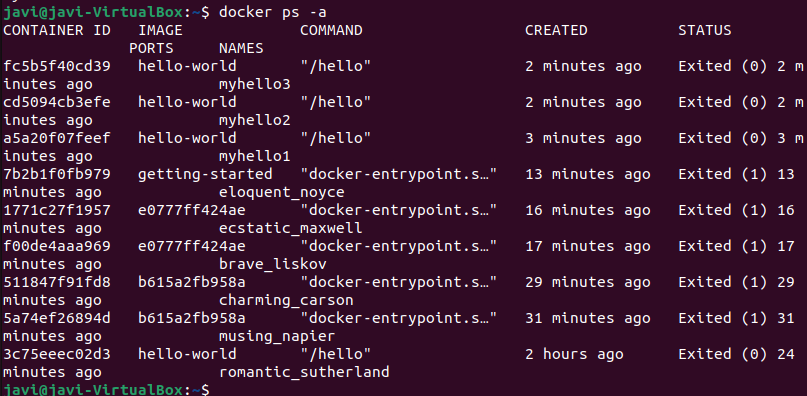 javi@javi-VirtualBox:~$ docker ps -a
CONTAINER ID   IMAGE             COMMAND                  CREATED          STATUS
               PORTS     NAMES
fc5b5f40cd39   hello-world       "/hello"                 2 minutes ago    Exited (0) 2 m
inutes ago               myhello3
cd5094cb3efe   hello-world       "/hello"                 2 minutes ago    Exited (0) 2 m
inutes ago               myhello2
a5a20f07feef   hello-world       "/hello"                 3 minutes ago    Exited (0) 3 m
inutes ago               myhello1
7b2b1f0fb979   getting-started   "docker-entrypoint.s…"   13 minutes ago   Exited (1) 13
minutes ago              eloquent_noyce
1771c27f1957   e0777ff424ae      "docker-entrypoint.s…"   16 minutes ago   Exited (1) 16
minutes ago              ecstatic_maxwell
f00de4aaa969   e0777ff424ae      "docker-entrypoint.s…"   17 minutes ago   Exited (1) 17
minutes ago              brave_liskov
511847f91fd8   b615a2fb958a      "docker-entrypoint.s…"   29 minutes ago   Exited (1) 29
minutes ago              charming_carson
5a74ef26894d   b615a2fb958a      "docker-entrypoint.s…"   31 minutes ago   Exited (1) 31
minutes ago              musing_napier
3c75eeec02d3   hello-world       "/hello"                 2 hours ago      Exited (0) 24
minutes ago              romantic_sutherland
javi@javi-VirtualBox:~$